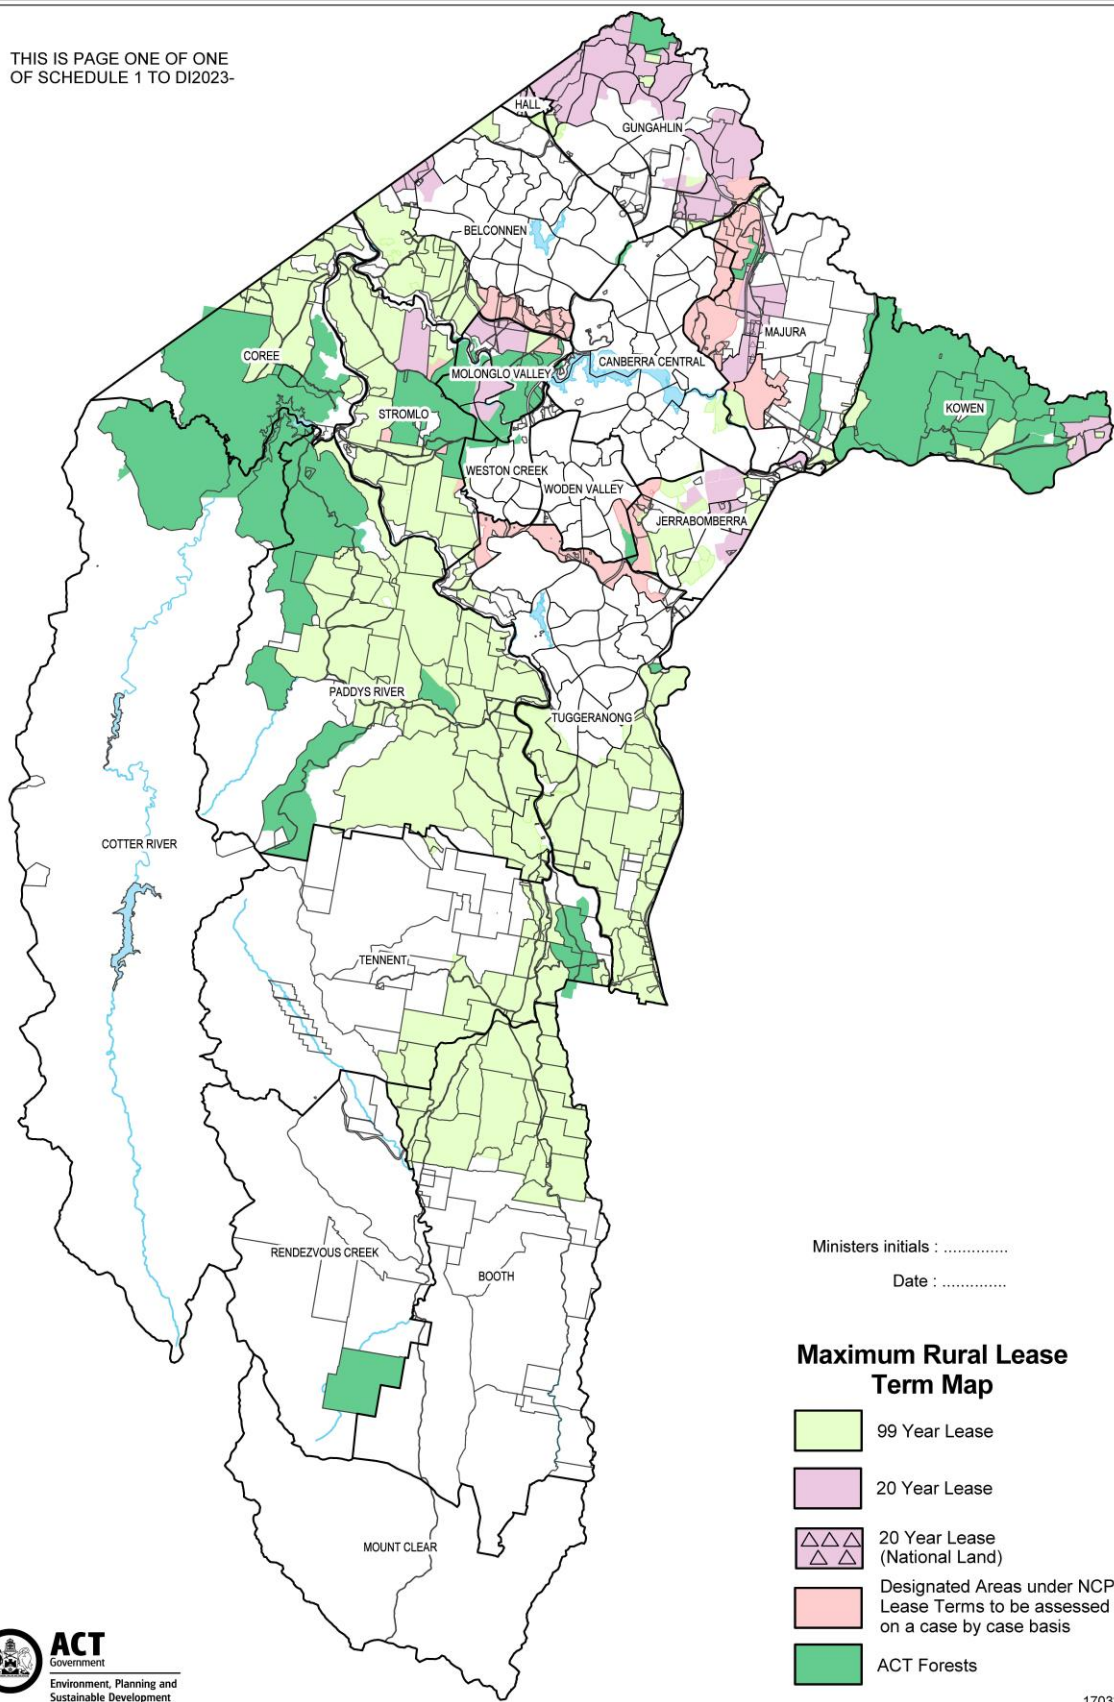 THIS IS PAGE ONE OF ONE
OF SCHEDULE 1 TO DI2023-
HALL
GUNGAHLIN
BELCONNEN
MAJURA
COREE
CANBERRA CENTRAL
MOLONGLO VALLEY
KOWEN
STROMLO
WESTON CREEK
WODEN VALLEY
JERRABOMBERRA
PADDYS RIVER
TUGGERANONG
COTTER RIVER
TENNENT
RENDEZVOUS CREEK
BOOTH
MOUNT CLEAR
Ministers initials : ..............
Date : ..............
Maximum Rural Lease
Term Map
99 Year Lease
20 Year Lease
20 Year Lease
(National Land)
Designated Areas under NCP
Lease Terms to be assessed
on a case by case basis
ACT Forests
ACT
Government
Environment, Planning and
Sustainable Development